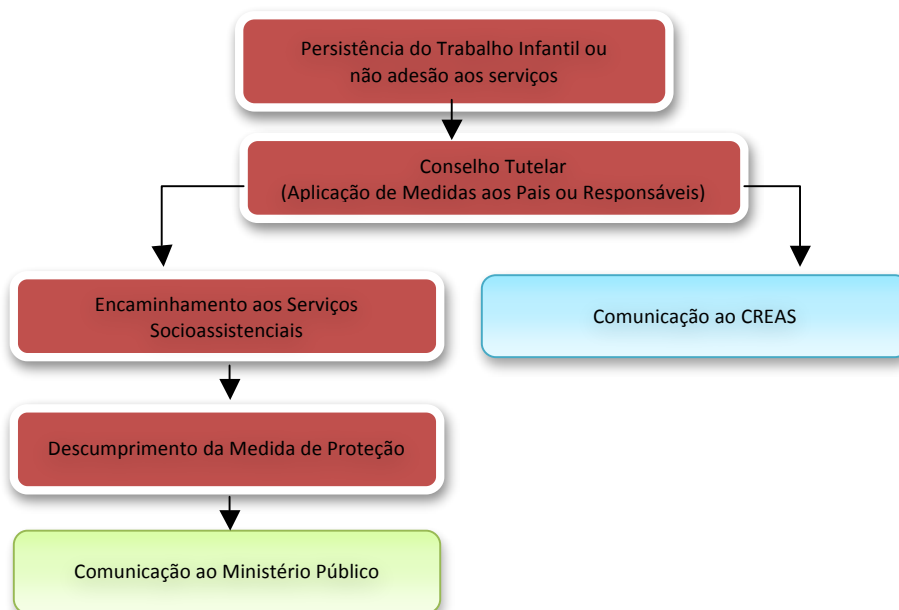 Persistência do Trabalho Infantil ou
não adesão aos serviços
Conselho Tutelar
(Aplicação de Medidas aos Pais ou Responsáveis)
Encaminhamento aos Serviços
Socioassistenciais
Comunicação ao CREAS
Descumprimento da Medida de Proteção
Comunicação ao Ministério Público